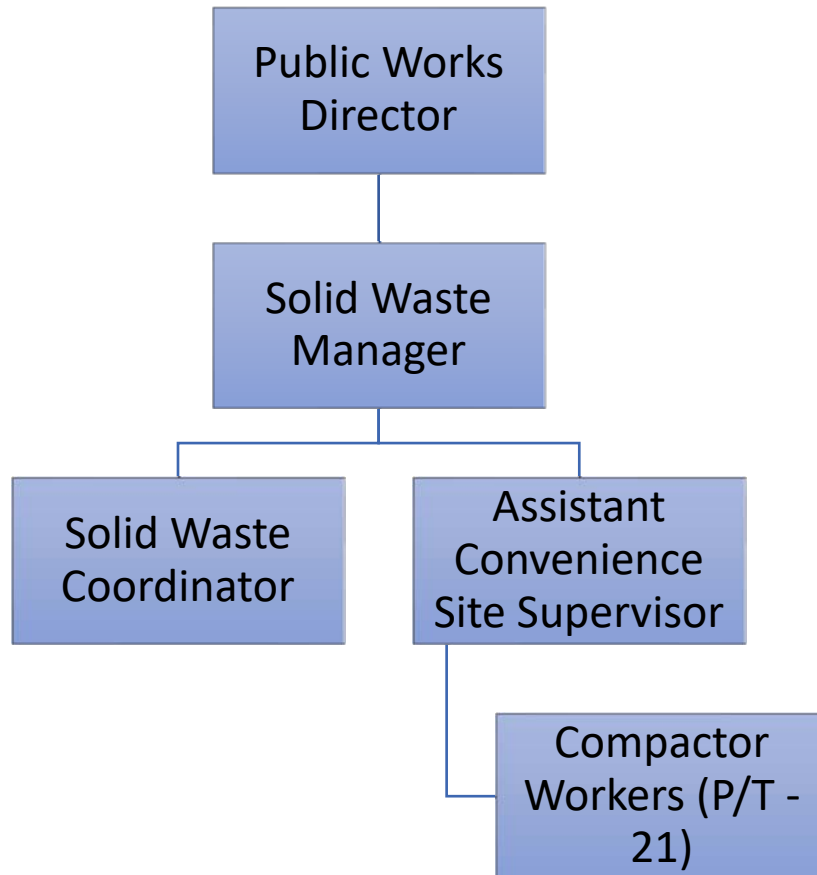 Public Works
Director
Solid Waste
Manager
Solid Waste
Coordinator
Assistant
Convenience
Site Supervisor
Compactor
Workers (P/T -
21)